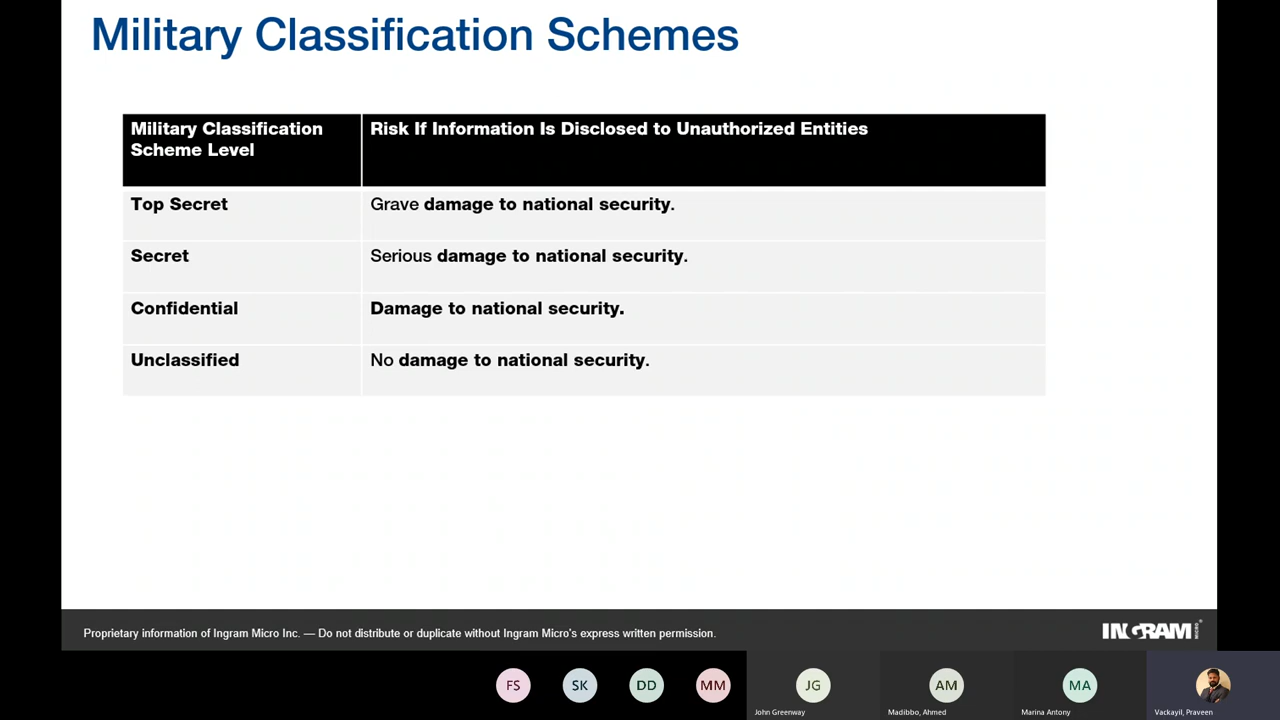 Military Classification Schemes
Military Classification
Scheme Level
Risk If Information Is Disclosed to Unauthorized Entities
Top Secret
Grave damage to national security.
Secret
Serious damage to national security.
Confidential
Damage to national security.
Unclassified
No damage to national security.
Proprietary information of Ingram Micro Inc. — Do not distribute or duplicate without Ingram Micro's express written permission.
INGRAM MICRO
FS
SK
DD
MM
JG
AM
MA
John Greenway
Madibbo, Ahmed
Marina Antony
Vackayil, Praveen